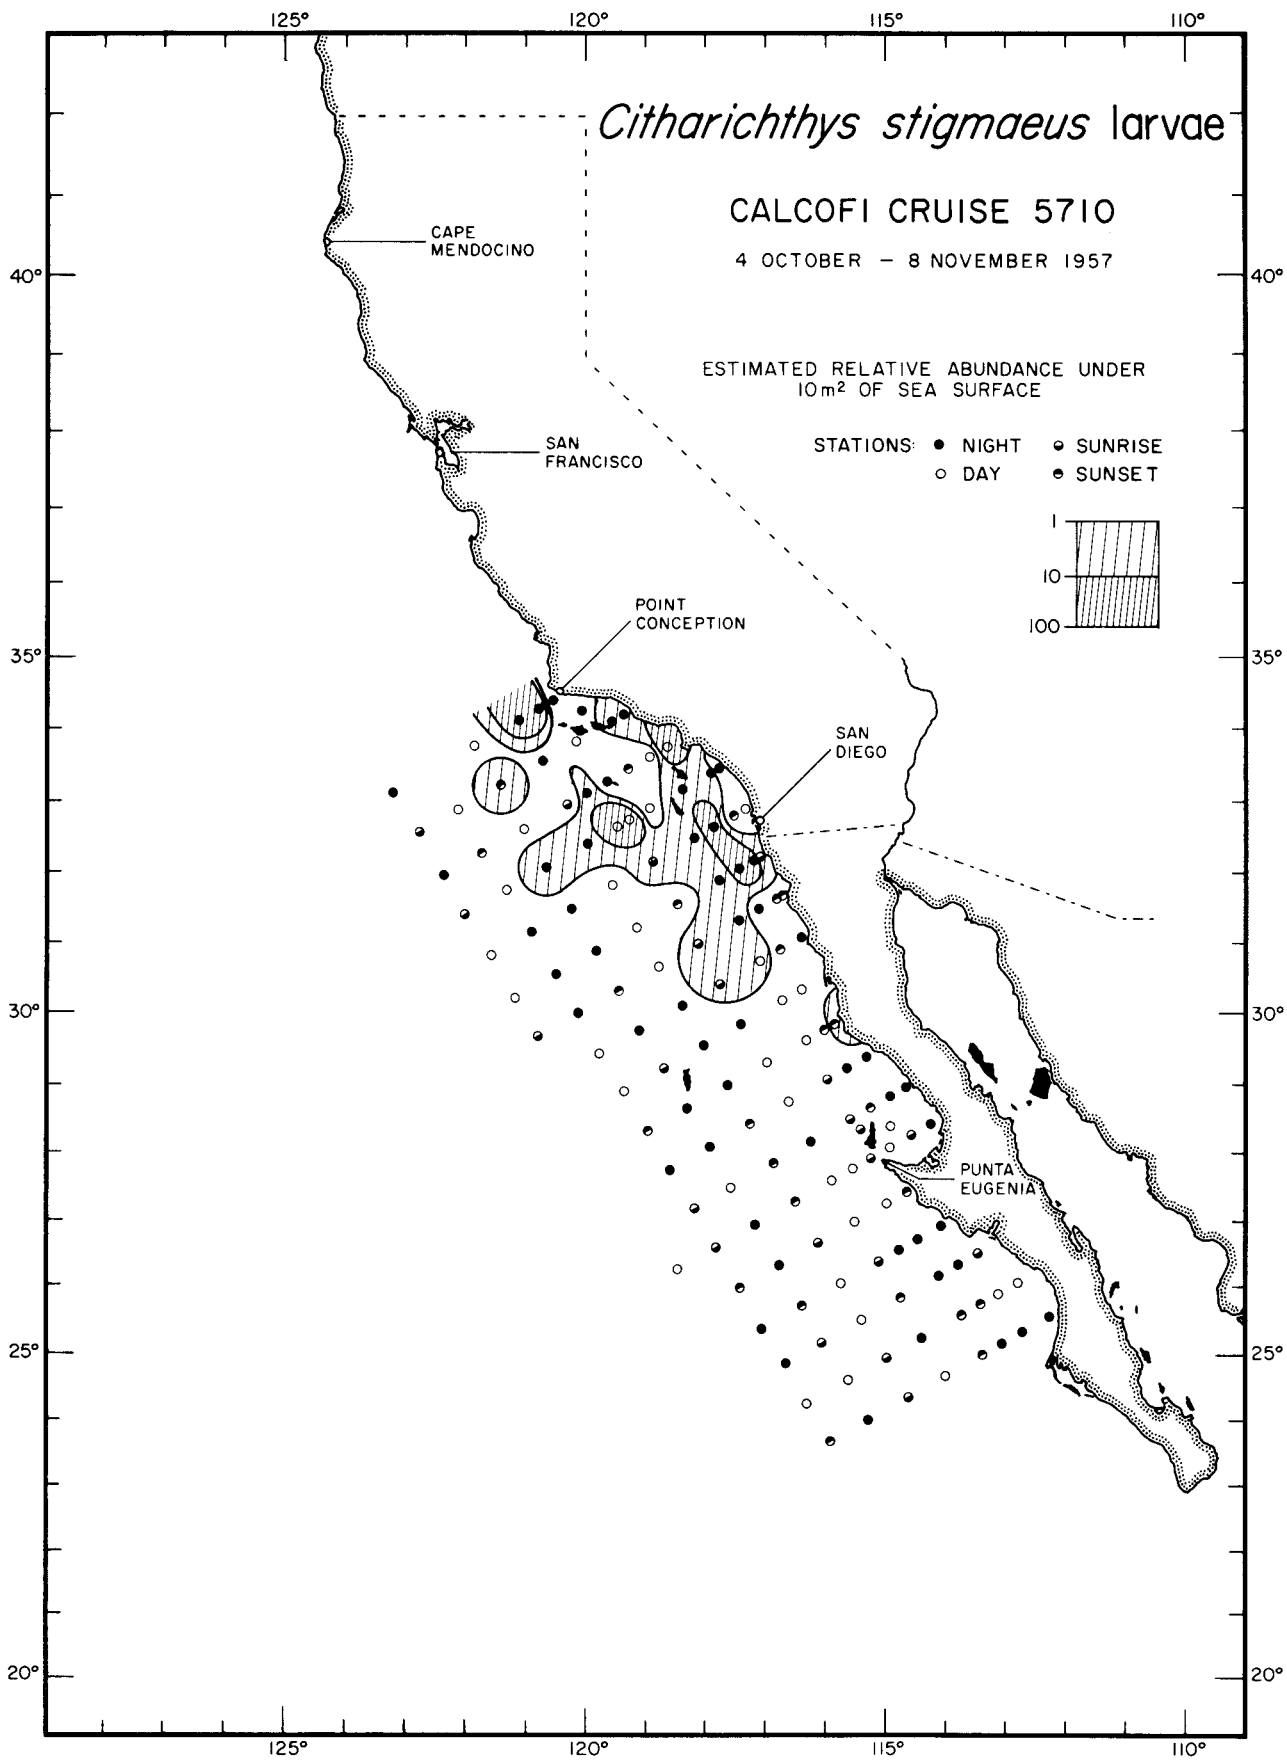 125° 120° 115° 110°
Citharichthys stigmaeus larvae
CALCOFI CRUISE 5710
4 OCTOBER – 8 NOVEMBER 1957
CAPE
MENDOCINO
40° 40°
ESTIMATED RELATIVE ABUNDANCE UNDER
10m² OF SEA SURFACE
STATIONS: ● NIGHT ◒ SUNRISE
○ DAY ◓ SUNSET
SAN
FRANCISCO
1
10
100
POINT
CONCEPTION
35° 35°
SAN
DIEGO
30° 30°
PUNTA
EUGENIA
25° 25°
20° 20°
125° 120° 115° 110°